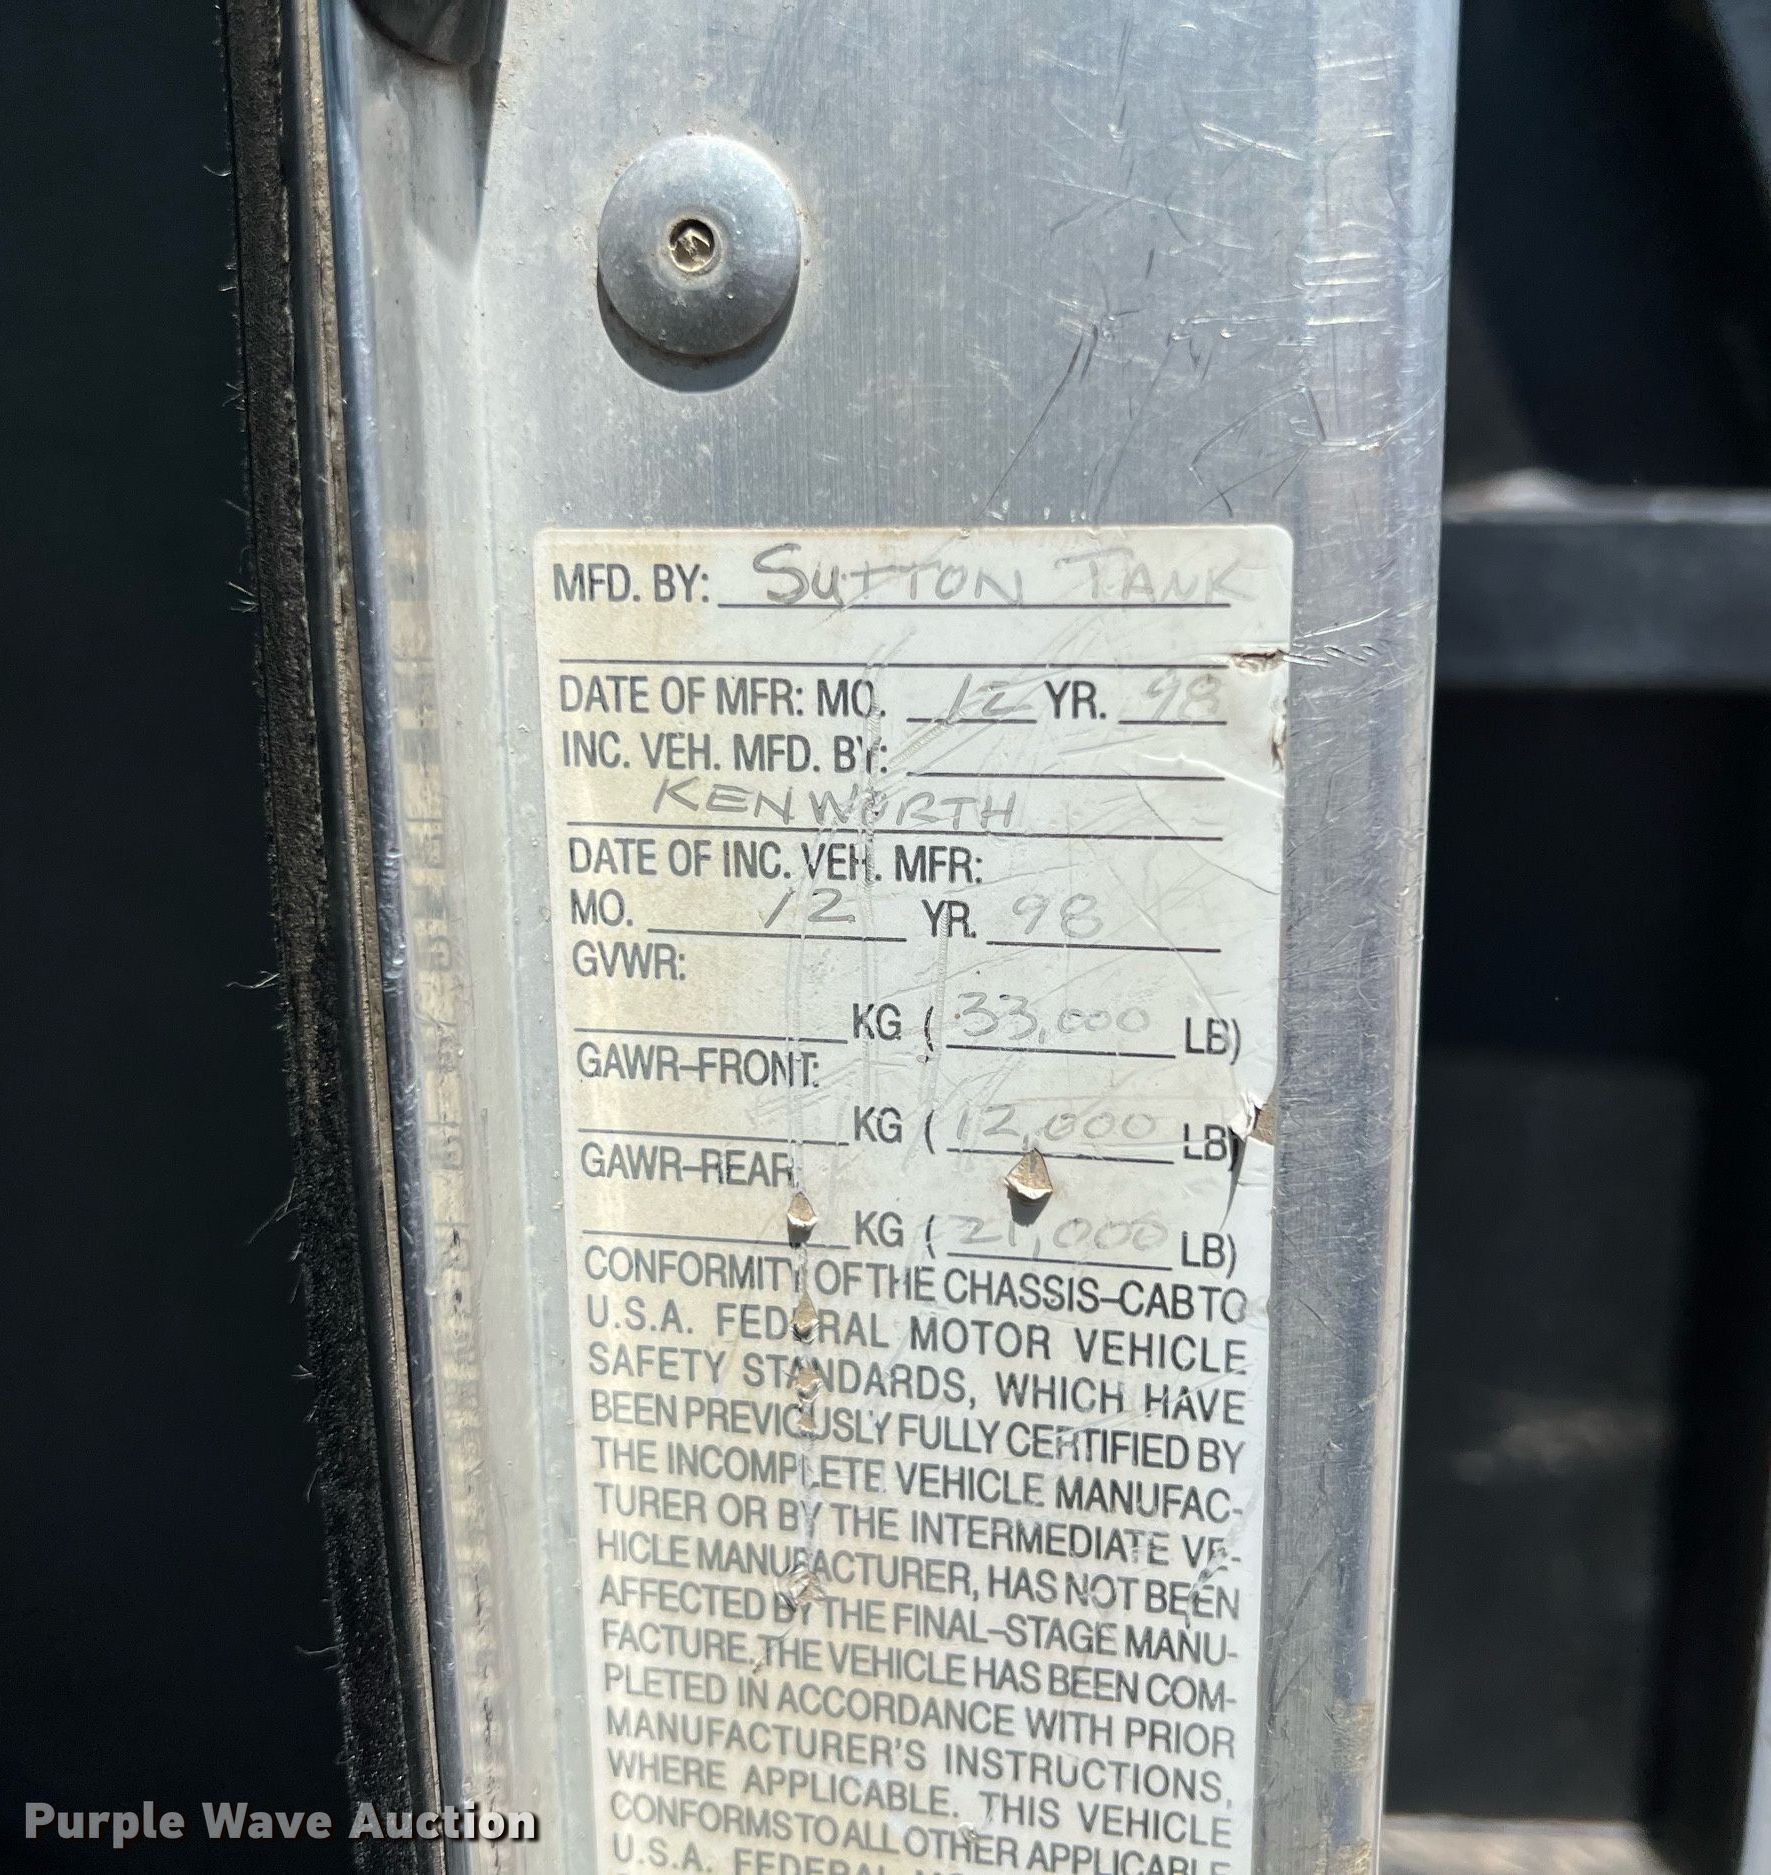 MFD. BY: SUTTON TANK
DATE OF MFR: MO. 12 YR. 98
INC. VEH. MFD. BY:
KENWORTH
DATE OF INC. VEH. MFR:
MO. 12 YR. 98
GVWR:
KG (33,000 LB)
GAWR-FRONT:
KG (12,000 LB)
GAWR-REAR
KG (21,000 LB)
CONFORMITY OF THE CHASSIS-CAB TO
U.S.A. FEDERAL MOTOR VEHICLE
SAFETY STANDARDS, WHICH HAVE
BEEN PREVIOUSLY FULLY CERTIFIED BY
THE INCOMPLETE VEHICLE MANUFAC-
TURER OR BY THE INTERMEDIATE VE-
HICLE MANUFACTURER, HAS NOT BEEN
AFFECTED BY THE FINAL-STAGE MANU-
FACTURE. THE VEHICLE HAS BEEN COM-
PLETED IN ACCORDANCE WITH PRIOR
MANUFACTURER'S INSTRUCTIONS,
WHERE APPLICABLE. THIS VEHICLE
CONFORMS TO ALL OTHER APPLICABLE
U.S.A. FEDERAL
Purple Wave Auction